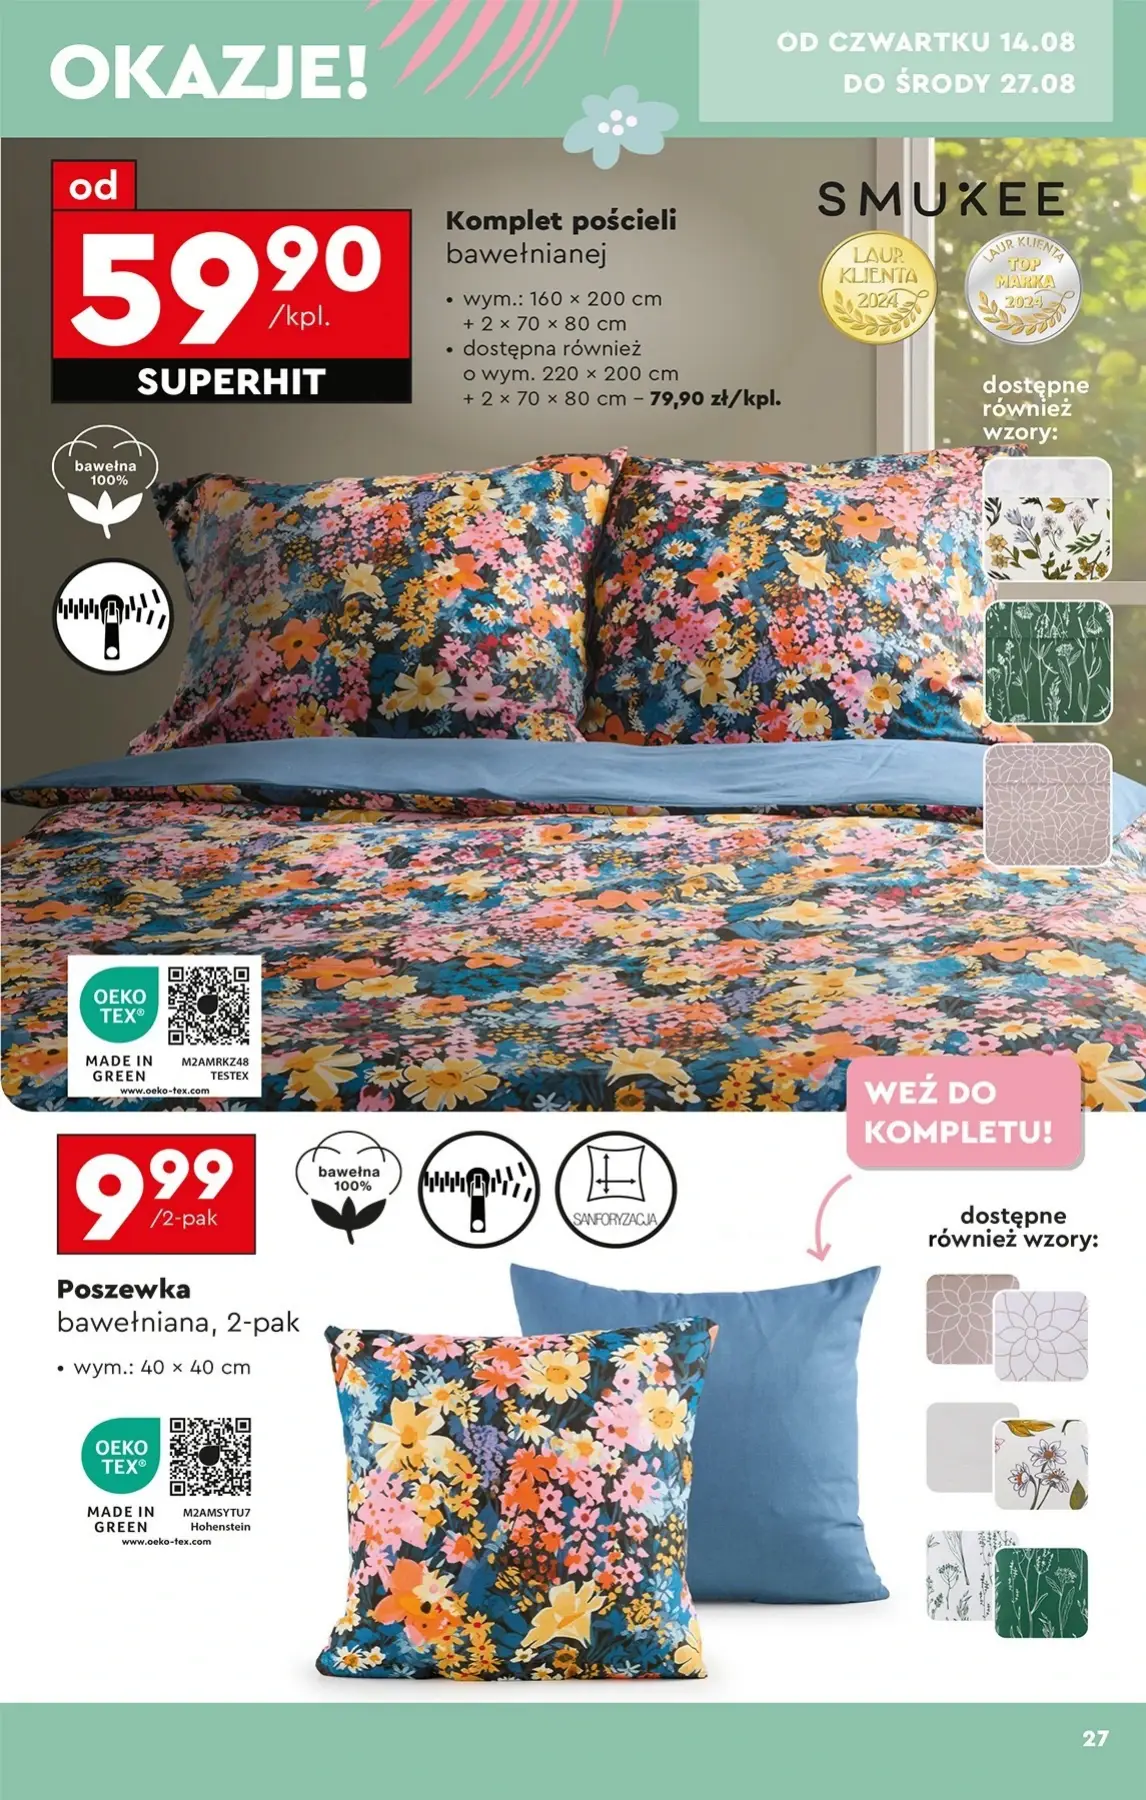 OKAZJE!
OD CZWARTKU 14.08
DO ŚRODY 27.08
od
59 90
/kpl.
SUPERHIT
Komplet pościeli
bawełnianej
• wym.: 160 × 200 cm
+ 2 × 70 × 80 cm
• dostępna również
o wym. 220 × 200 cm
+ 2 × 70 × 80 cm – 79,90 zł/kpl.
SMUKEE
LAUR
KLIENTA
2024
LAUR KLIENTA
TOP
MARKA
2024
dostępne
również
wzory:
bawełna
100%
OEKO
TEX®
MADE IN
GREEN
M2AMRKZ48
TESTEX
www.oeko-tex.com
WEŹ DO
KOMPLETU!
9 99
/2-pak
bawełna
100%
SANFORYZACJA
Poszewka
bawełniana, 2-pak
• wym.: 40 × 40 cm
dostępne
również wzory:
OEKO
TEX®
MADE IN
GREEN
M2AMSYTU7
Hohenstein
www.oeko-tex.com
27